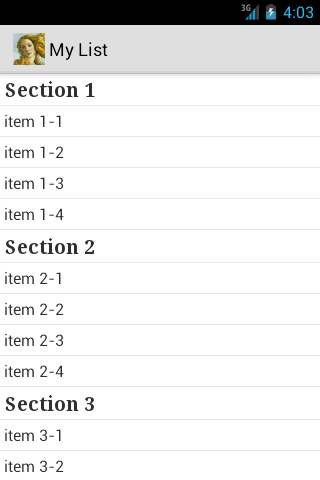 3G 4:03
My List
Section 1
item 1-1
item 1-2
item 1-3
item 1-4
Section 2
item 2-1
item 2-2
item 2-3
item 2-4
Section 3
item 3-1
item 3-2